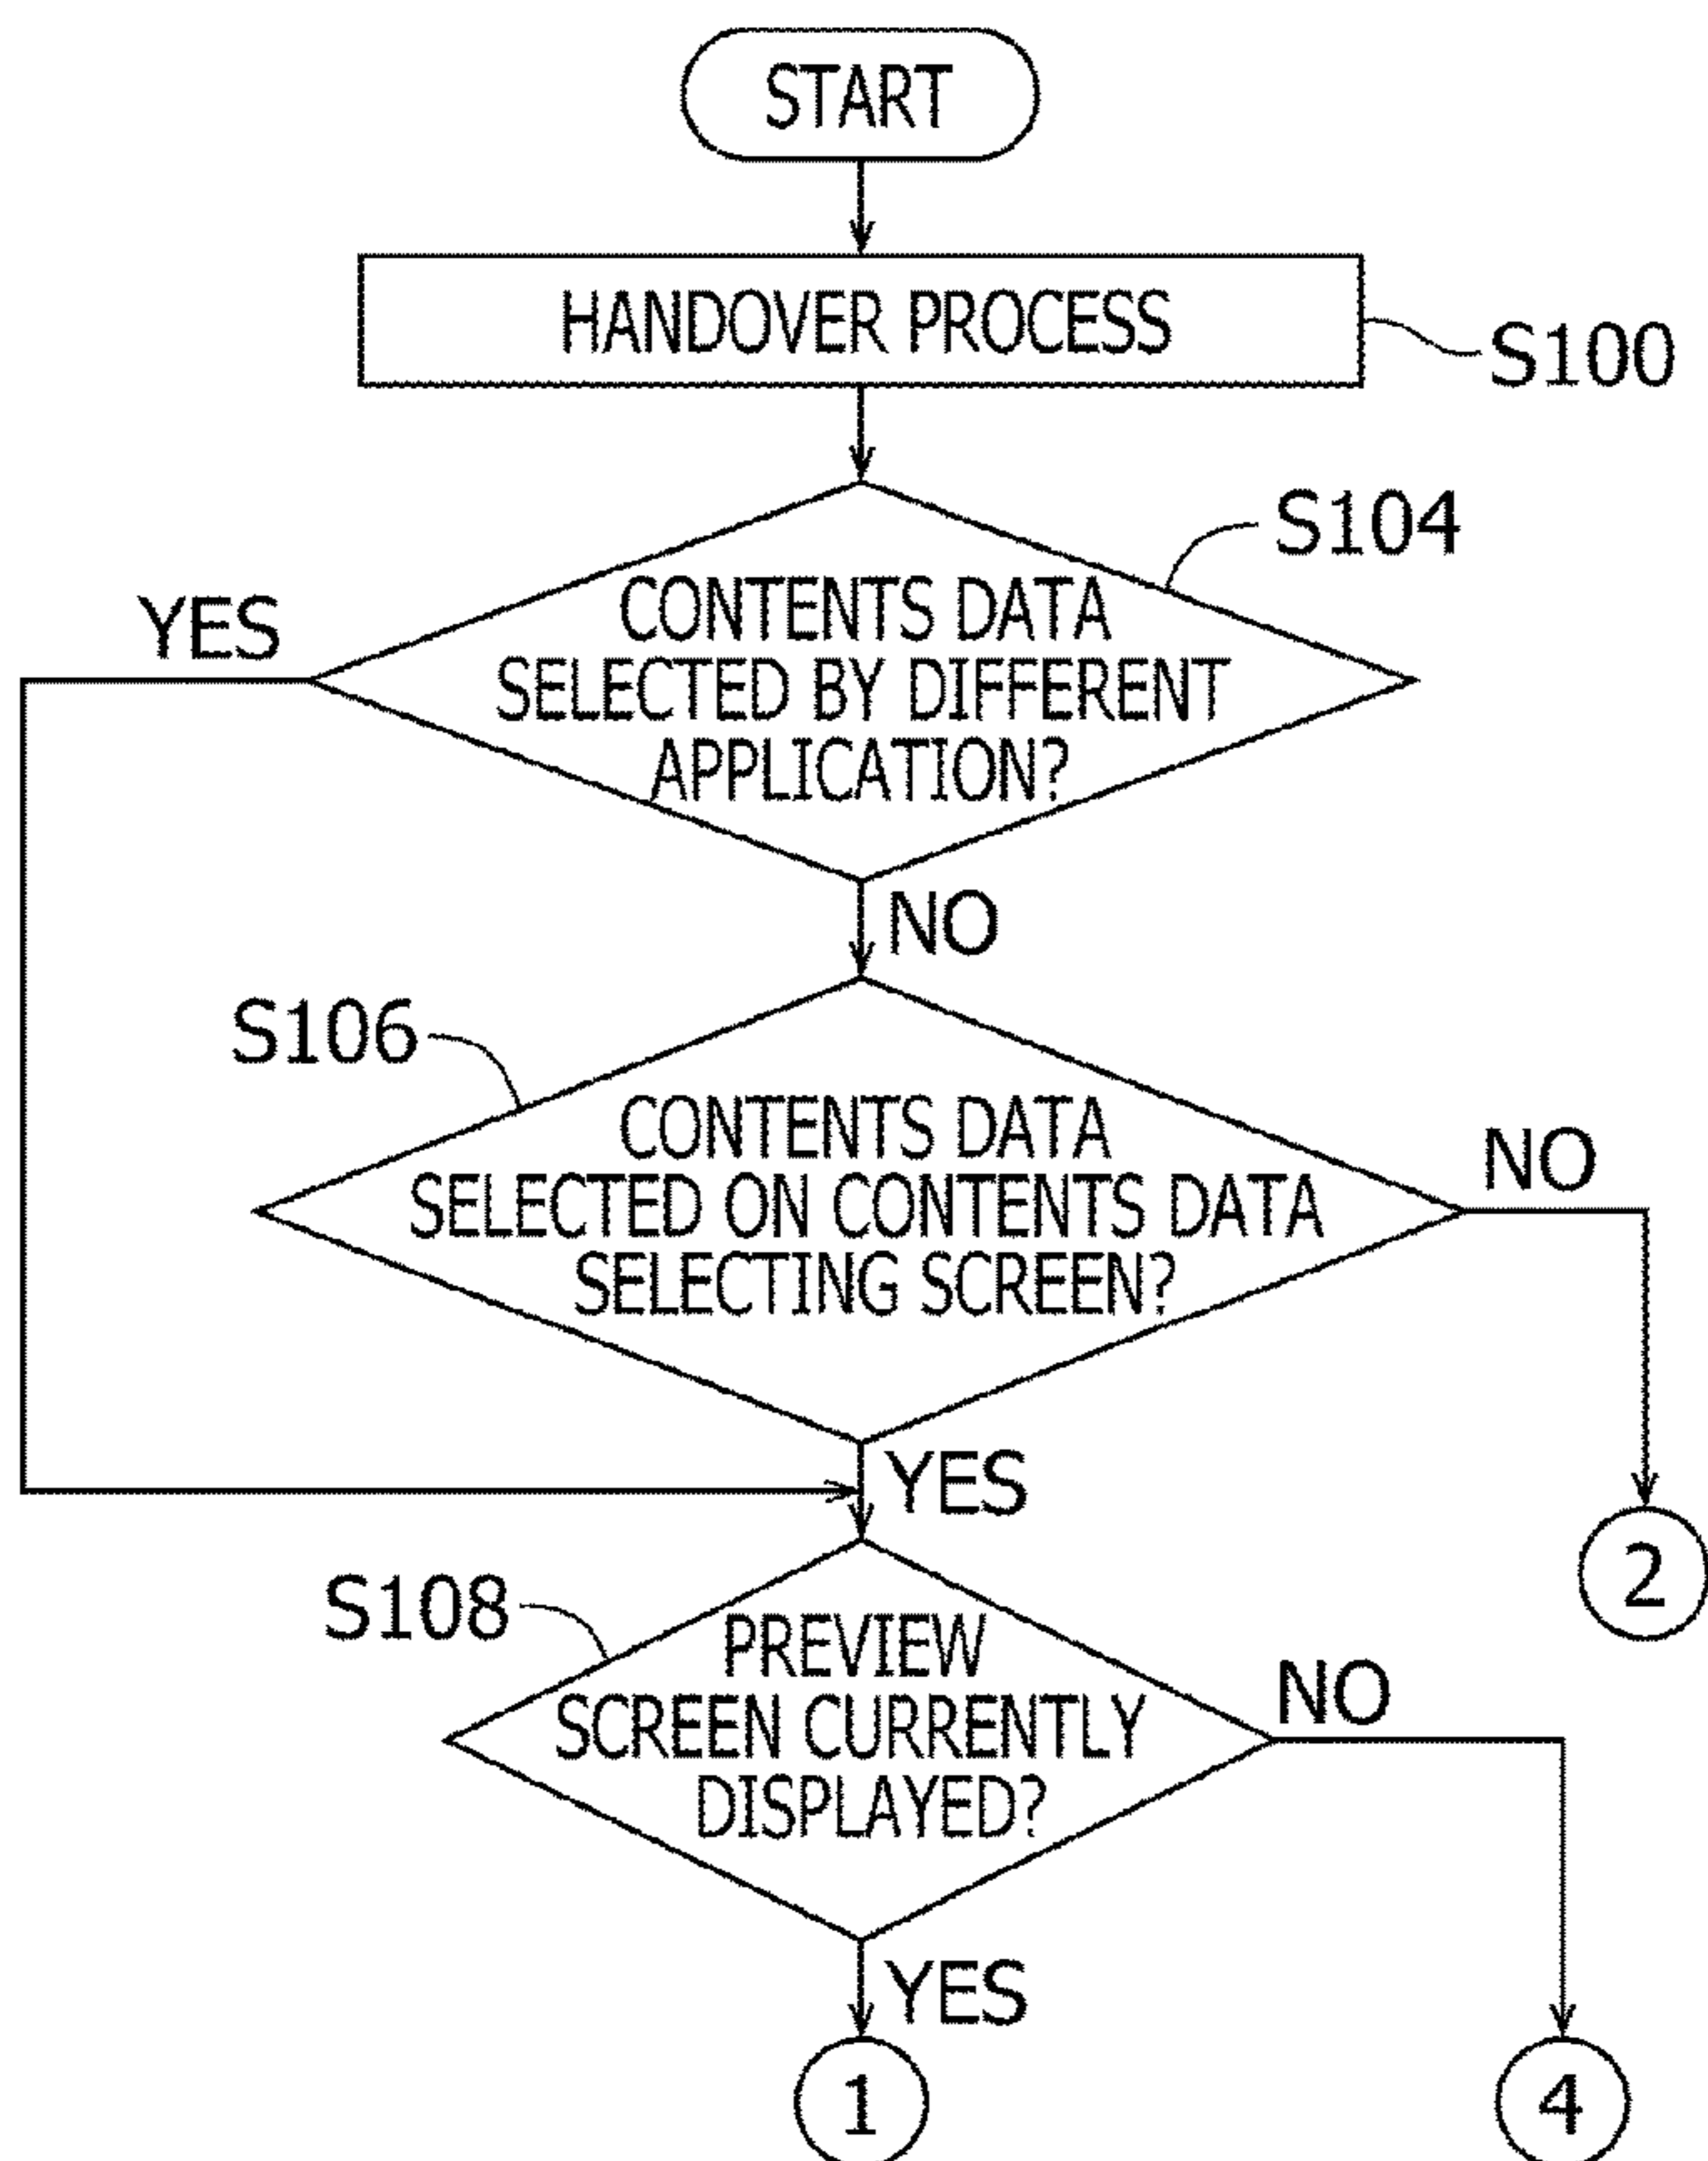 START
HANDOVER PROCESS
S100
S104
YES
CONTENTS DATA
SELECTED BY DIFFERENT
APPLICATION?
NO
S106
CONTENTS DATA
SELECTED ON CONTENTS DATA
SELECTING SCREEN?
NO
YES
2
S108
PREVIEW
SCREEN CURRENTLY
DISPLAYED?
NO
YES
1
4